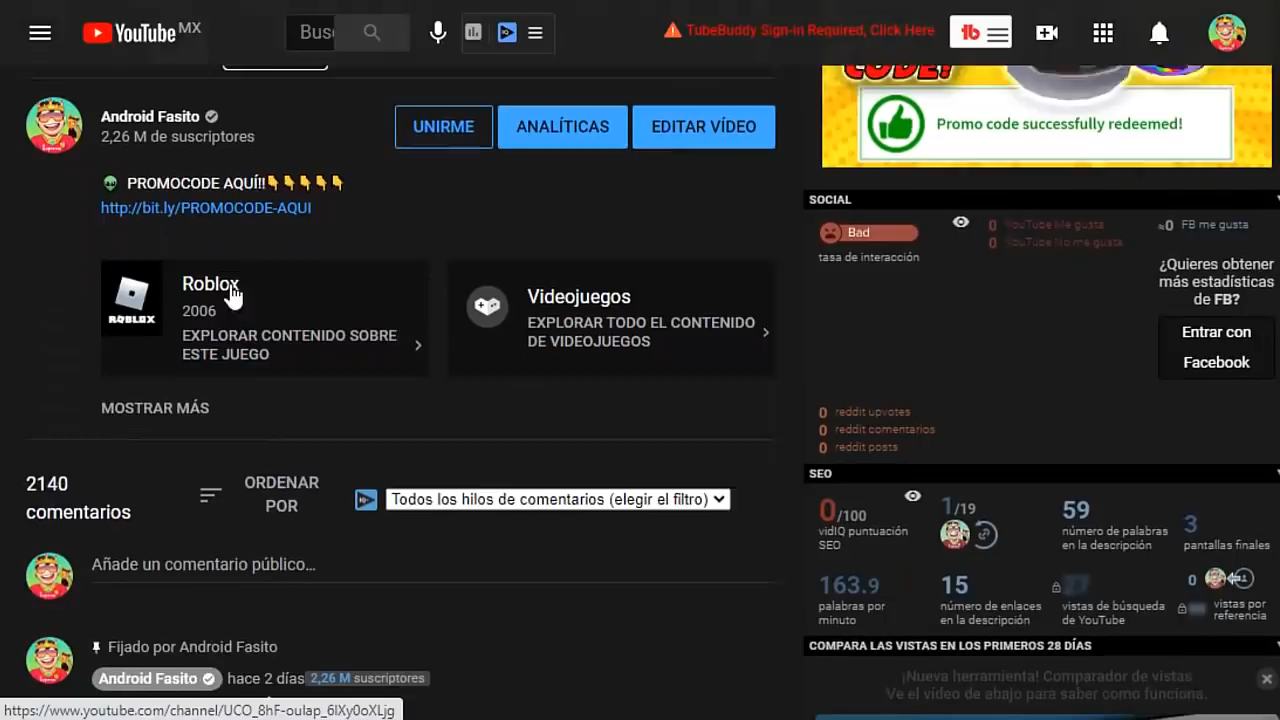 YouTube MX
Bus
TubeBuddy Sign-in Required, Click Here
Android Fasito
2,26 M de suscriptores
UNIRME
ANALÍTICAS
EDITAR VÍDEO
👽 PROMOCODE AQUÍ!!👇👇👇👇👇
http://bit.ly/PROMOCODE-AQUI
ROBLOX
Roblox
2006
EXPLORAR CONTENIDO SOBRE
ESTE JUEGO
Videojuegos
EXPLORAR TODO EL CONTENIDO
DE VIDEOJUEGOS
MOSTRAR MÁS
2140
comentarios
ORDENAR
POR
Todos los hilos de comentarios (elegir el filtro)
Añade un comentario público...
Fijado por Android Fasito
Android Fasito
hace 2 días
2,26 M suscriptores
https://www.youtube.com/channel/UCO_8hF-oulap_6lXy0oXLjg
CODE!
Promo code successfully redeemed!
SOCIAL
Bad
tasa de interacción
0 YouTube Me gusta
0 YouTube No me gusta
≈0 FB me gusta
¿Quieres obtener
más estadísticas
de FB?
Entrar con
Facebook
0 reddit upvotes
0 reddit comentarios
0 reddit posts
SEO
0/100
vidIQ puntuación
SEO
1/19
59
número de palabras
en la descripción
3
pantallas finales
163.9
palabras por
minuto
15
número de enlaces
en la descripción
vistas de búsqueda
de YouTube
0
vistas por
referencia
COMPARA LAS VISTAS EN LOS PRIMEROS 28 DÍAS
¡Nueva herramienta! Comparador de vistas
Ve el vídeo de abajo para saber como funciona.